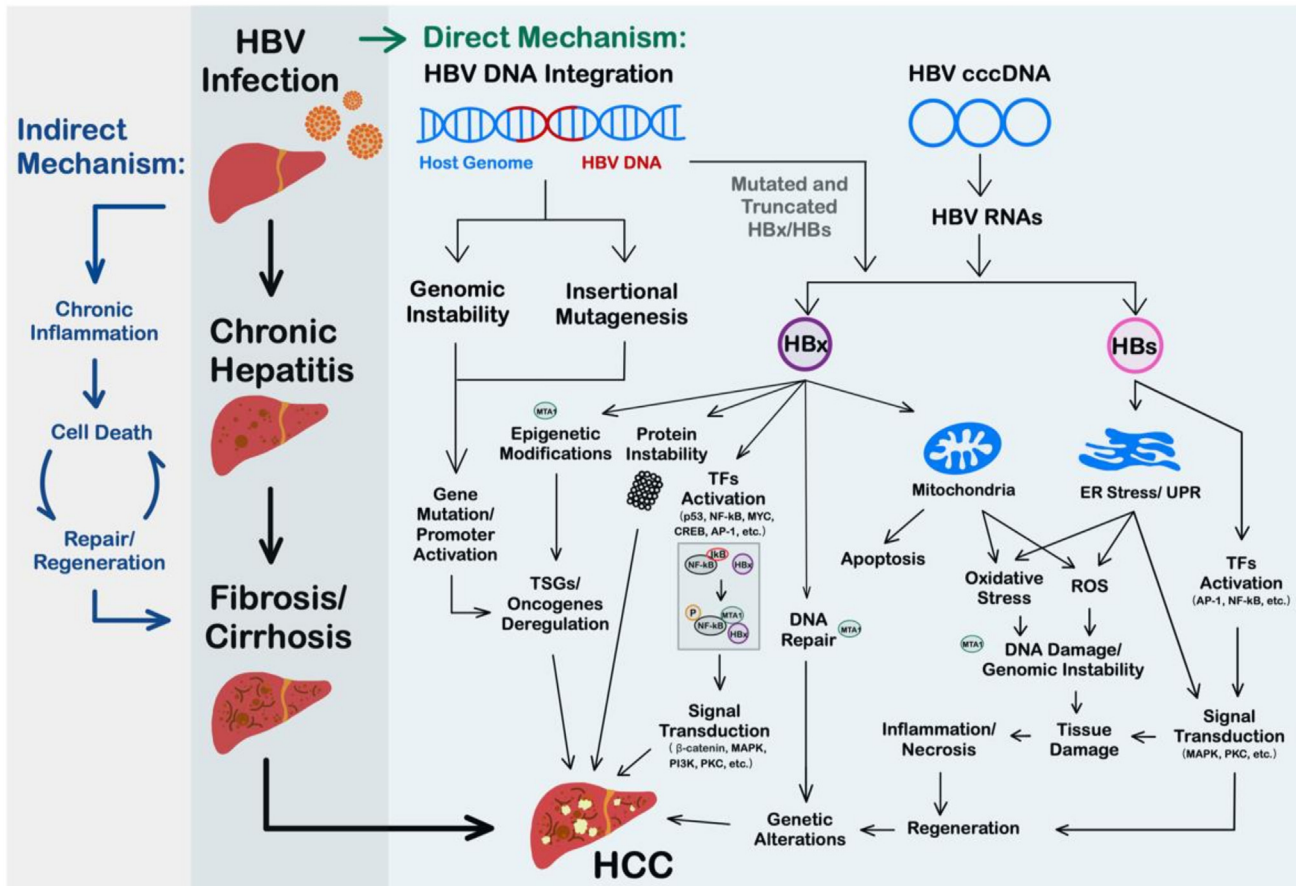 HBV
Infection
Indirect
Mechanism:
Chronic
Inflammation
Cell Death
Repair/
Regeneration
Chronic
Hepatitis
Fibrosis/
Cirrhosis
Direct Mechanism:
HBV DNA Integration
Host Genome
HBV DNA
HBV cccDNA
HBV RNAs
Mutated and
Truncated
HBx/HBs
Genomic
Instability
Insertional
Mutagenesis
HBx
HBs
Gene
Mutation/
Promoter
Activation
MTA1
Epigenetic
Modifications
TSGs/
Oncogenes
Deregulation
Protein
Instability
TFs
Activation
(p53, NF-kB, MYC,
CREB, AP-1, etc.)
IkB
NF-kB
HBx
P
MTA1
NF-kB
HBx
Signal
Transduction
( β-catenin, MAPK,
PI3K, PKC, etc.)
DNA
Repair
MTA1
Mitochondria
Apoptosis
ER Stress/ UPR
Oxidative
Stress
ROS
MTA1
DNA Damage/
Genomic Instability
TFs
Activation
(AP-1, NF-kB, etc.)
Signal
Transduction
(MAPK, PKC, etc.)
Tissue
Damage
Inflammation/
Necrosis
Regeneration
Genetic
Alterations
HCC